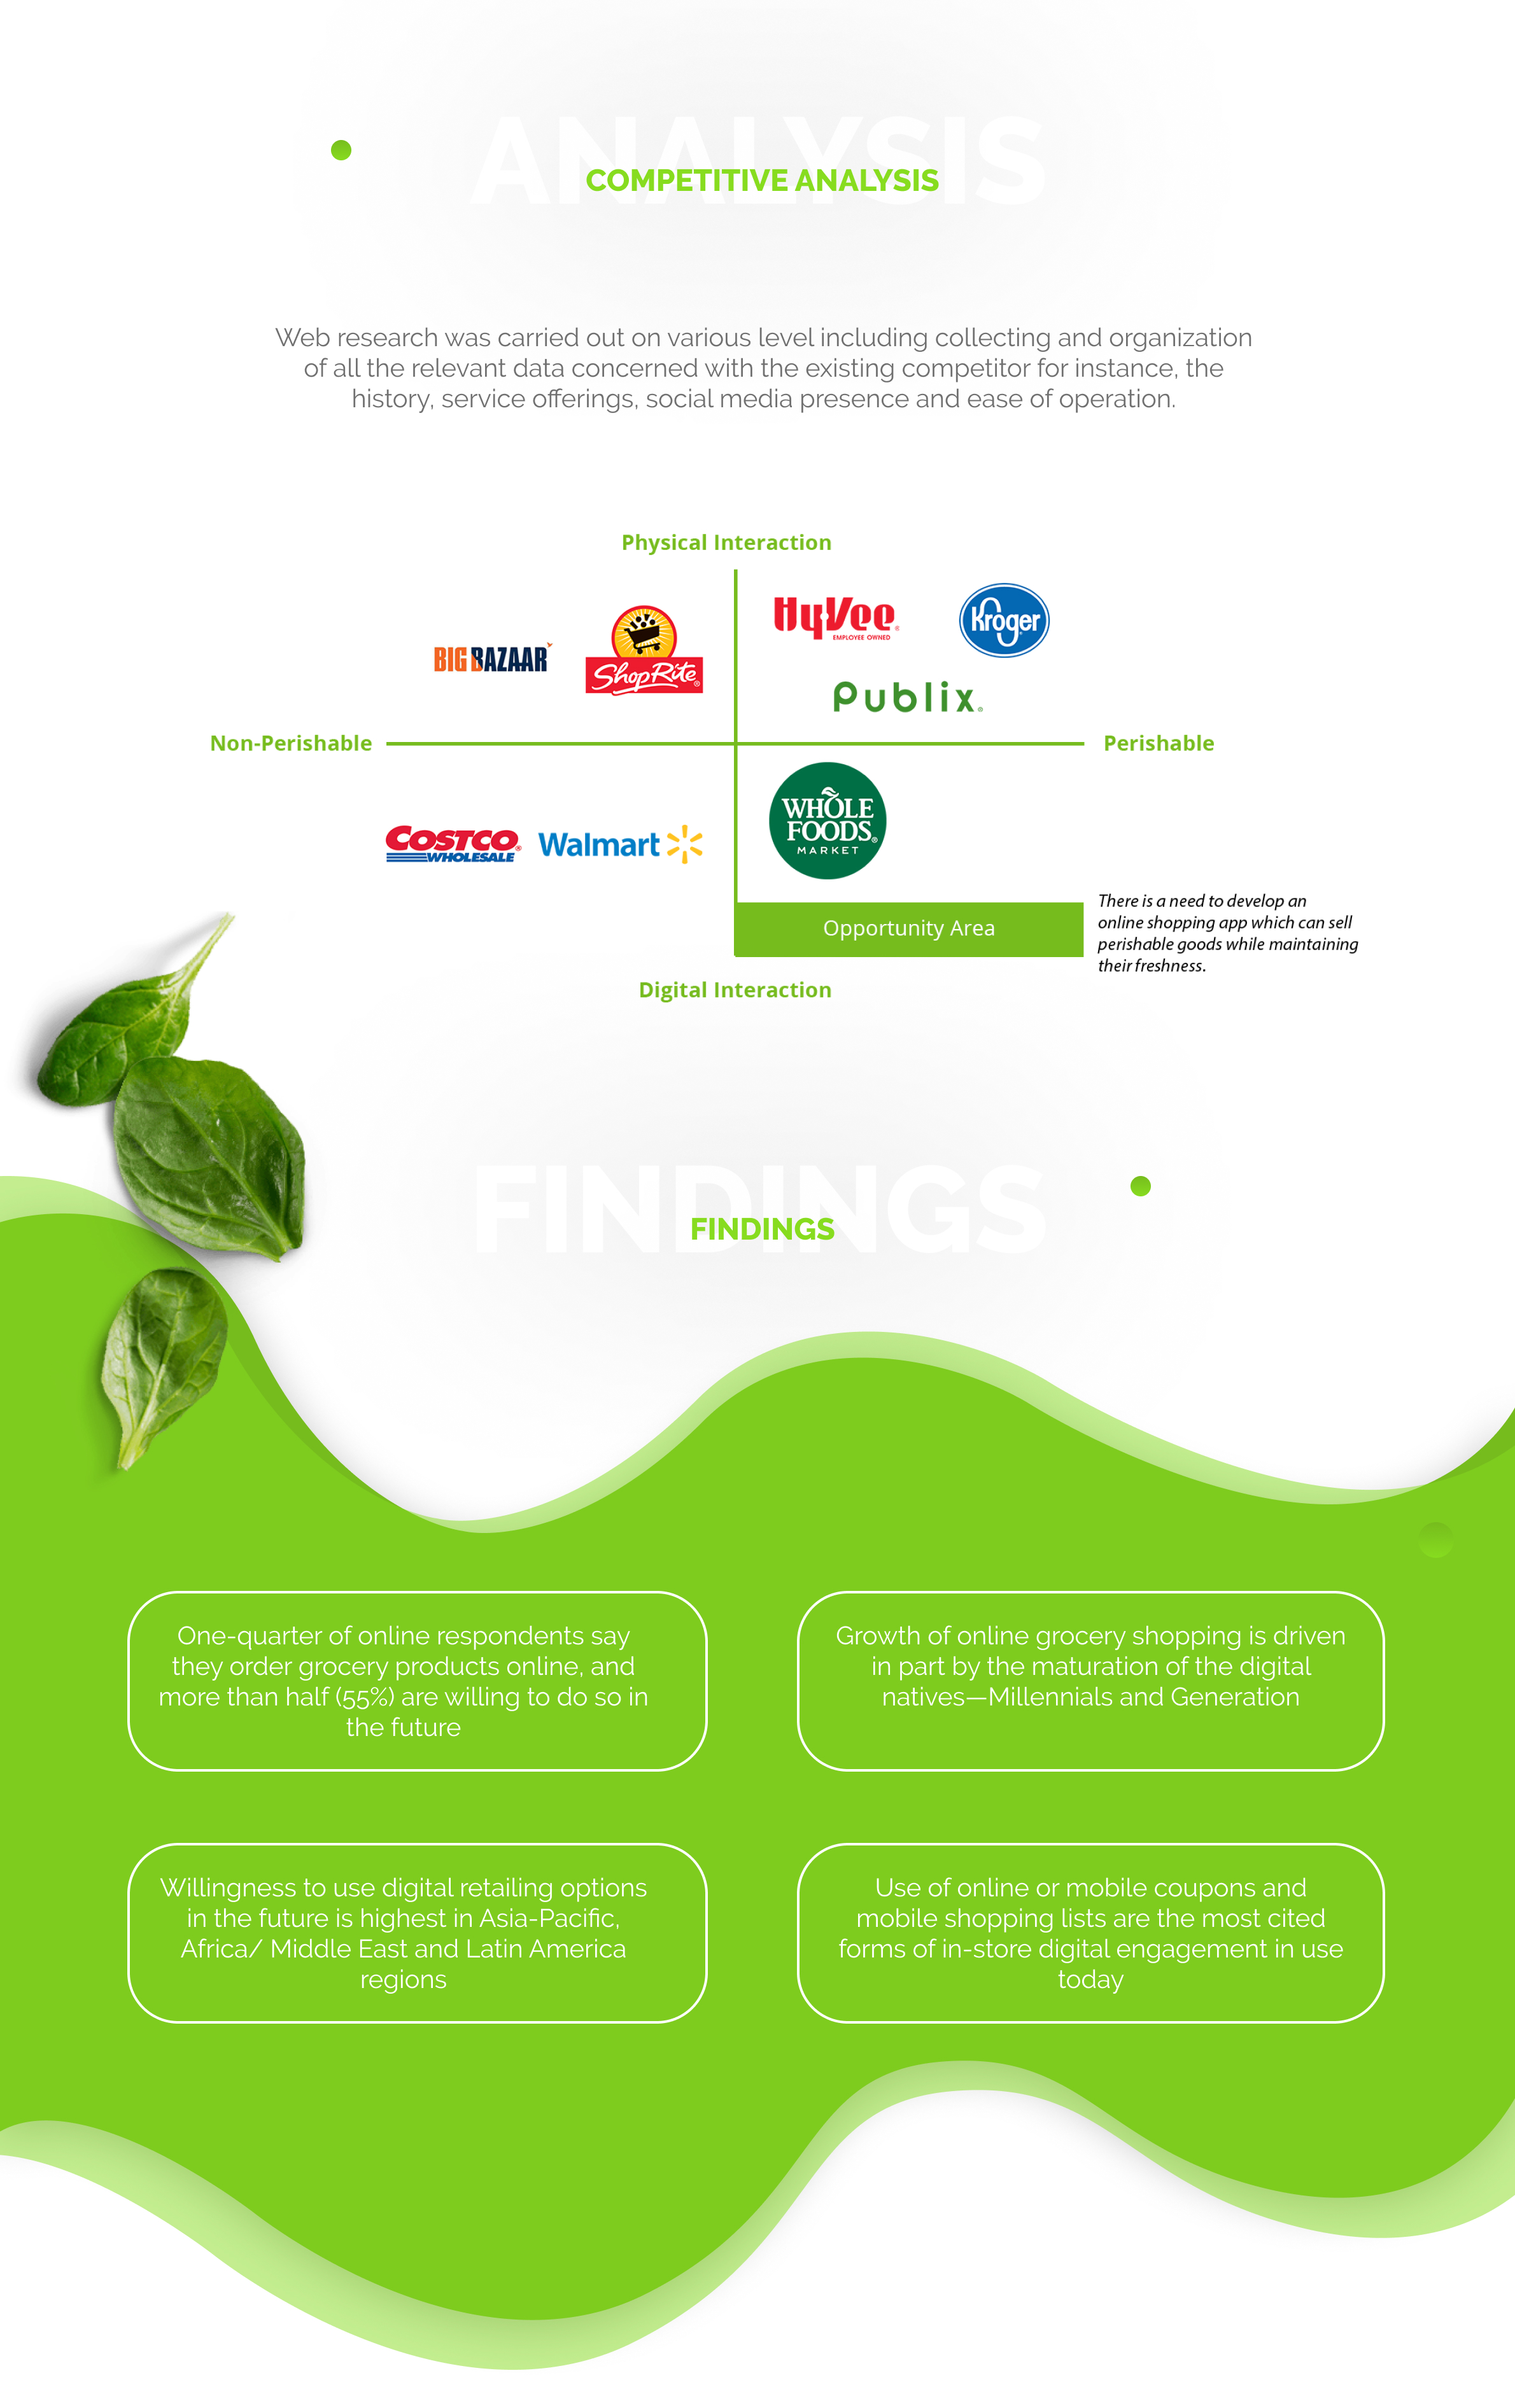 ANALYSIS
COMPETITIVE ANALYSIS
Web research was carried out on various level including collecting and organization
of all the relevant data concerned with the existing competitor for instance, the
history, service offerings, social media presence and ease of operation.
Physical Interaction
BIG BAZAAR
ShopRite®
HyVee®
EMPLOYEE OWNED
Kroger
Publix®
Non-Perishable
Perishable
COSTCO®
WHOLESALE
Walmart
WHOLE
FOODS®
MARKET
Opportunity Area
There is a need to develop an
online shopping app which can sell
perishable goods while maintaining
their freshness.
Digital Interaction
FINDINGS
FINDINGS
One-quarter of online respondents say
they order grocery products online, and
more than half (55%) are willing to do so in
the future
Growth of online grocery shopping is driven
in part by the maturation of the digital
natives—Millennials and Generation
Willingness to use digital retailing options
in the future is highest in Asia-Pacific,
Africa/ Middle East and Latin America
regions
Use of online or mobile coupons and
mobile shopping lists are the most cited
forms of in-store digital engagement in use
today